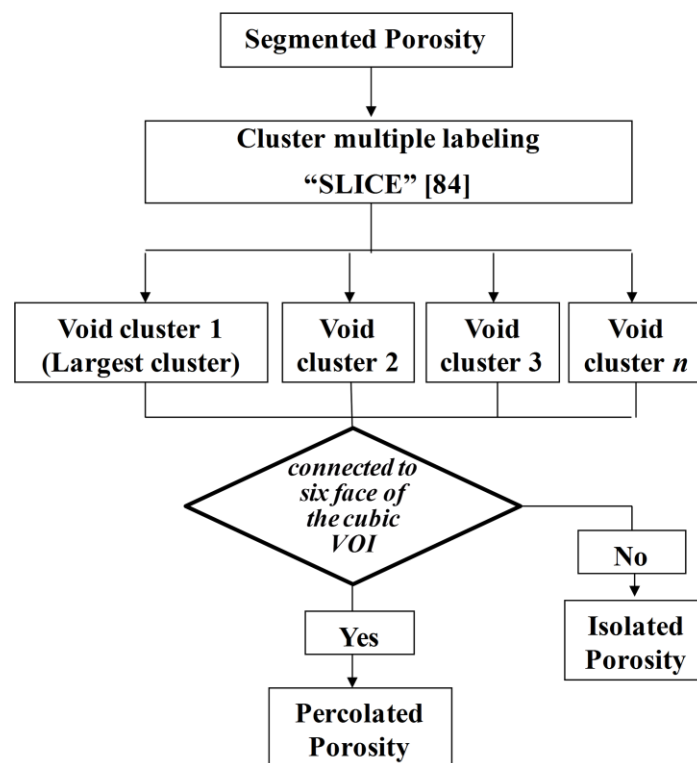 Segmented Porosity
Cluster multiple labeling
“SLICE” [84]
Void cluster 1
(Largest cluster)
Void
cluster 2
Void
cluster 3
Void
cluster n
connected to
six face of
the cubic
VOI
No
Yes
Isolated
Porosity
Percolated
Porosity